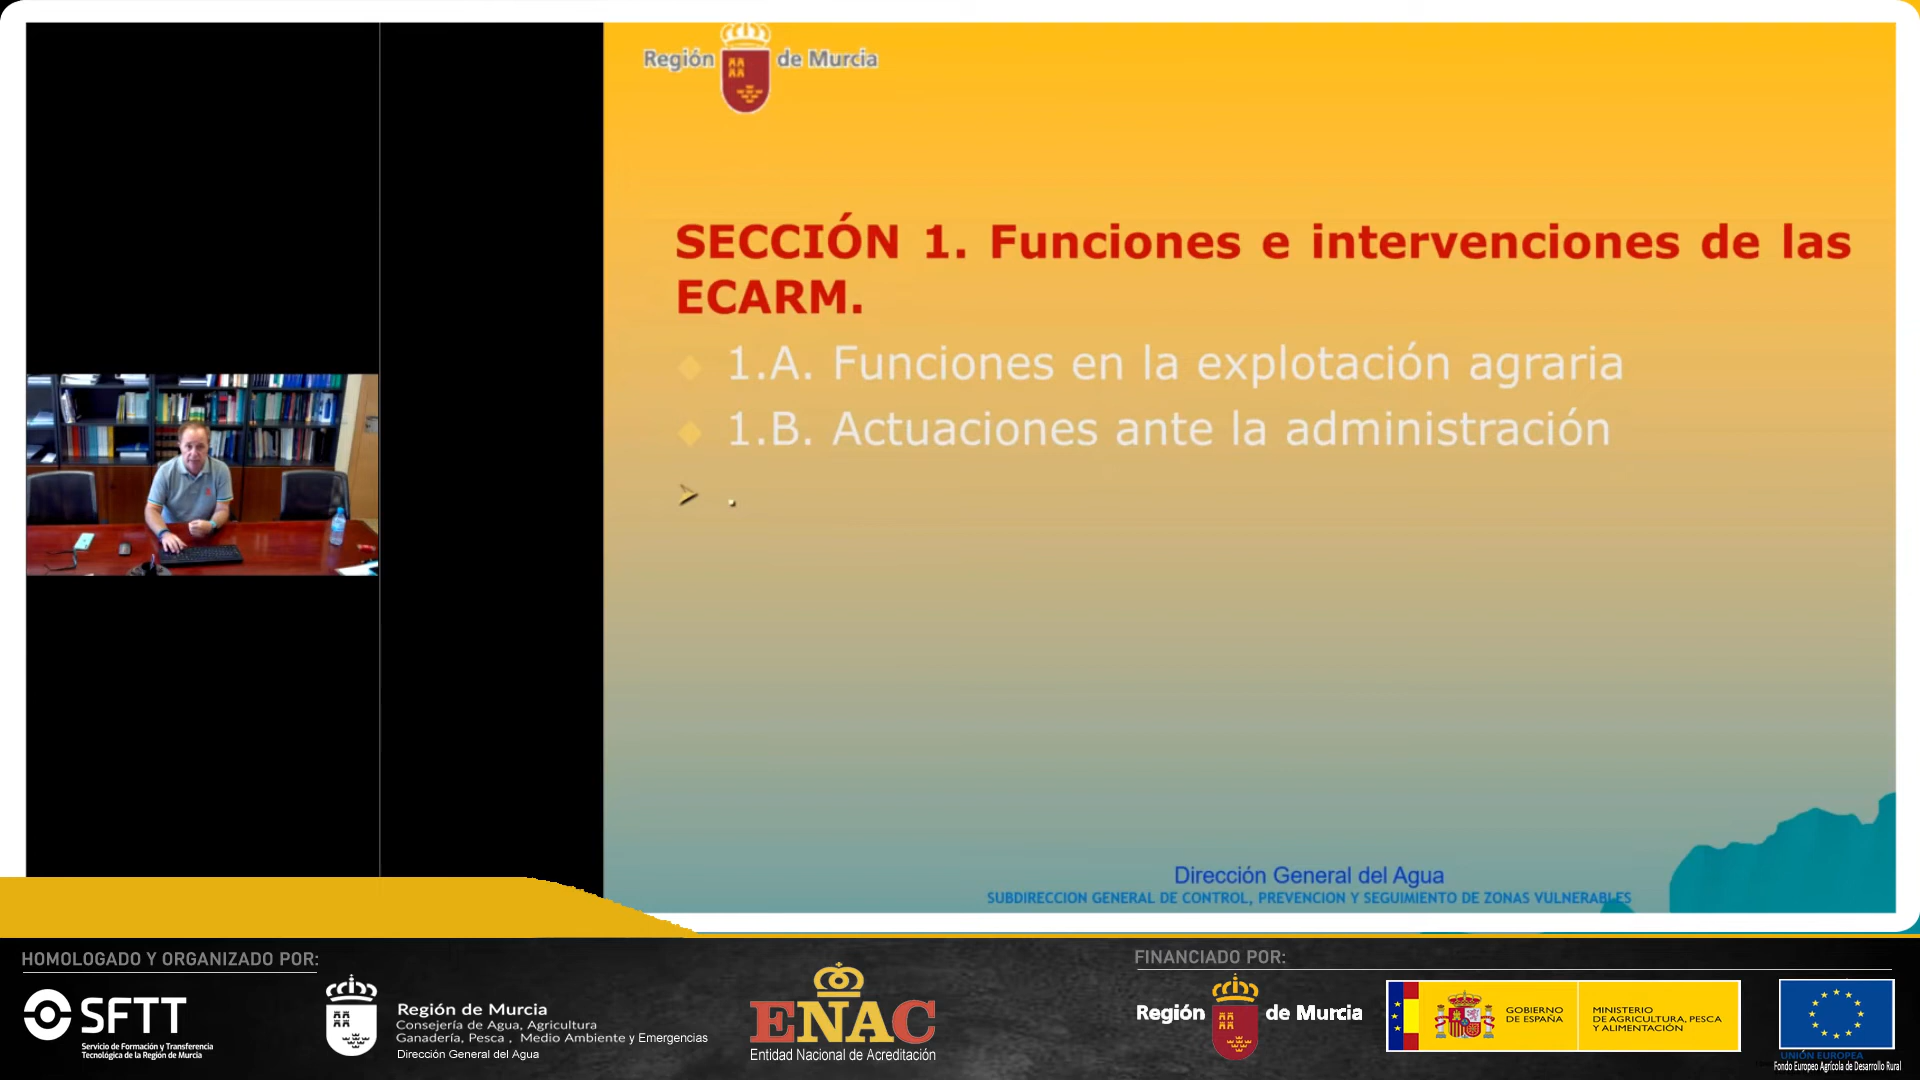 Región de Murcia
SECCIÓN 1. Funciones e intervenciones de las
ECARM.
1.A. Funciones en la explotación agraria
1.B. Actuaciones ante la administración
.
Dirección General del Agua
SUBDIRECCION GENERAL DE CONTROL, PREVENCION Y SEGUIMIENTO DE ZONAS VULNERABLES
HOMOLOGADO Y ORGANIZADO POR:
SFTT
Servicio de Formación y Transferencia
Tecnológica de la Región de Murcia
Región de Murcia
Consejería de Agua, Agricultura
Ganadería, Pesca , Medio Ambiente y Emergencias
Dirección General del Agua
ENAC
Entidad Nacional de Acreditación
FINANCIADO POR:
Región de Murcia
GOBIERNO
DE ESPAÑA
MINISTERIO
DE AGRICULTURA, PESCA
Y ALIMENTACIÓN
UNIÓN EUROPEA
Fondo Europeo Agrícola de Desarrollo Rural